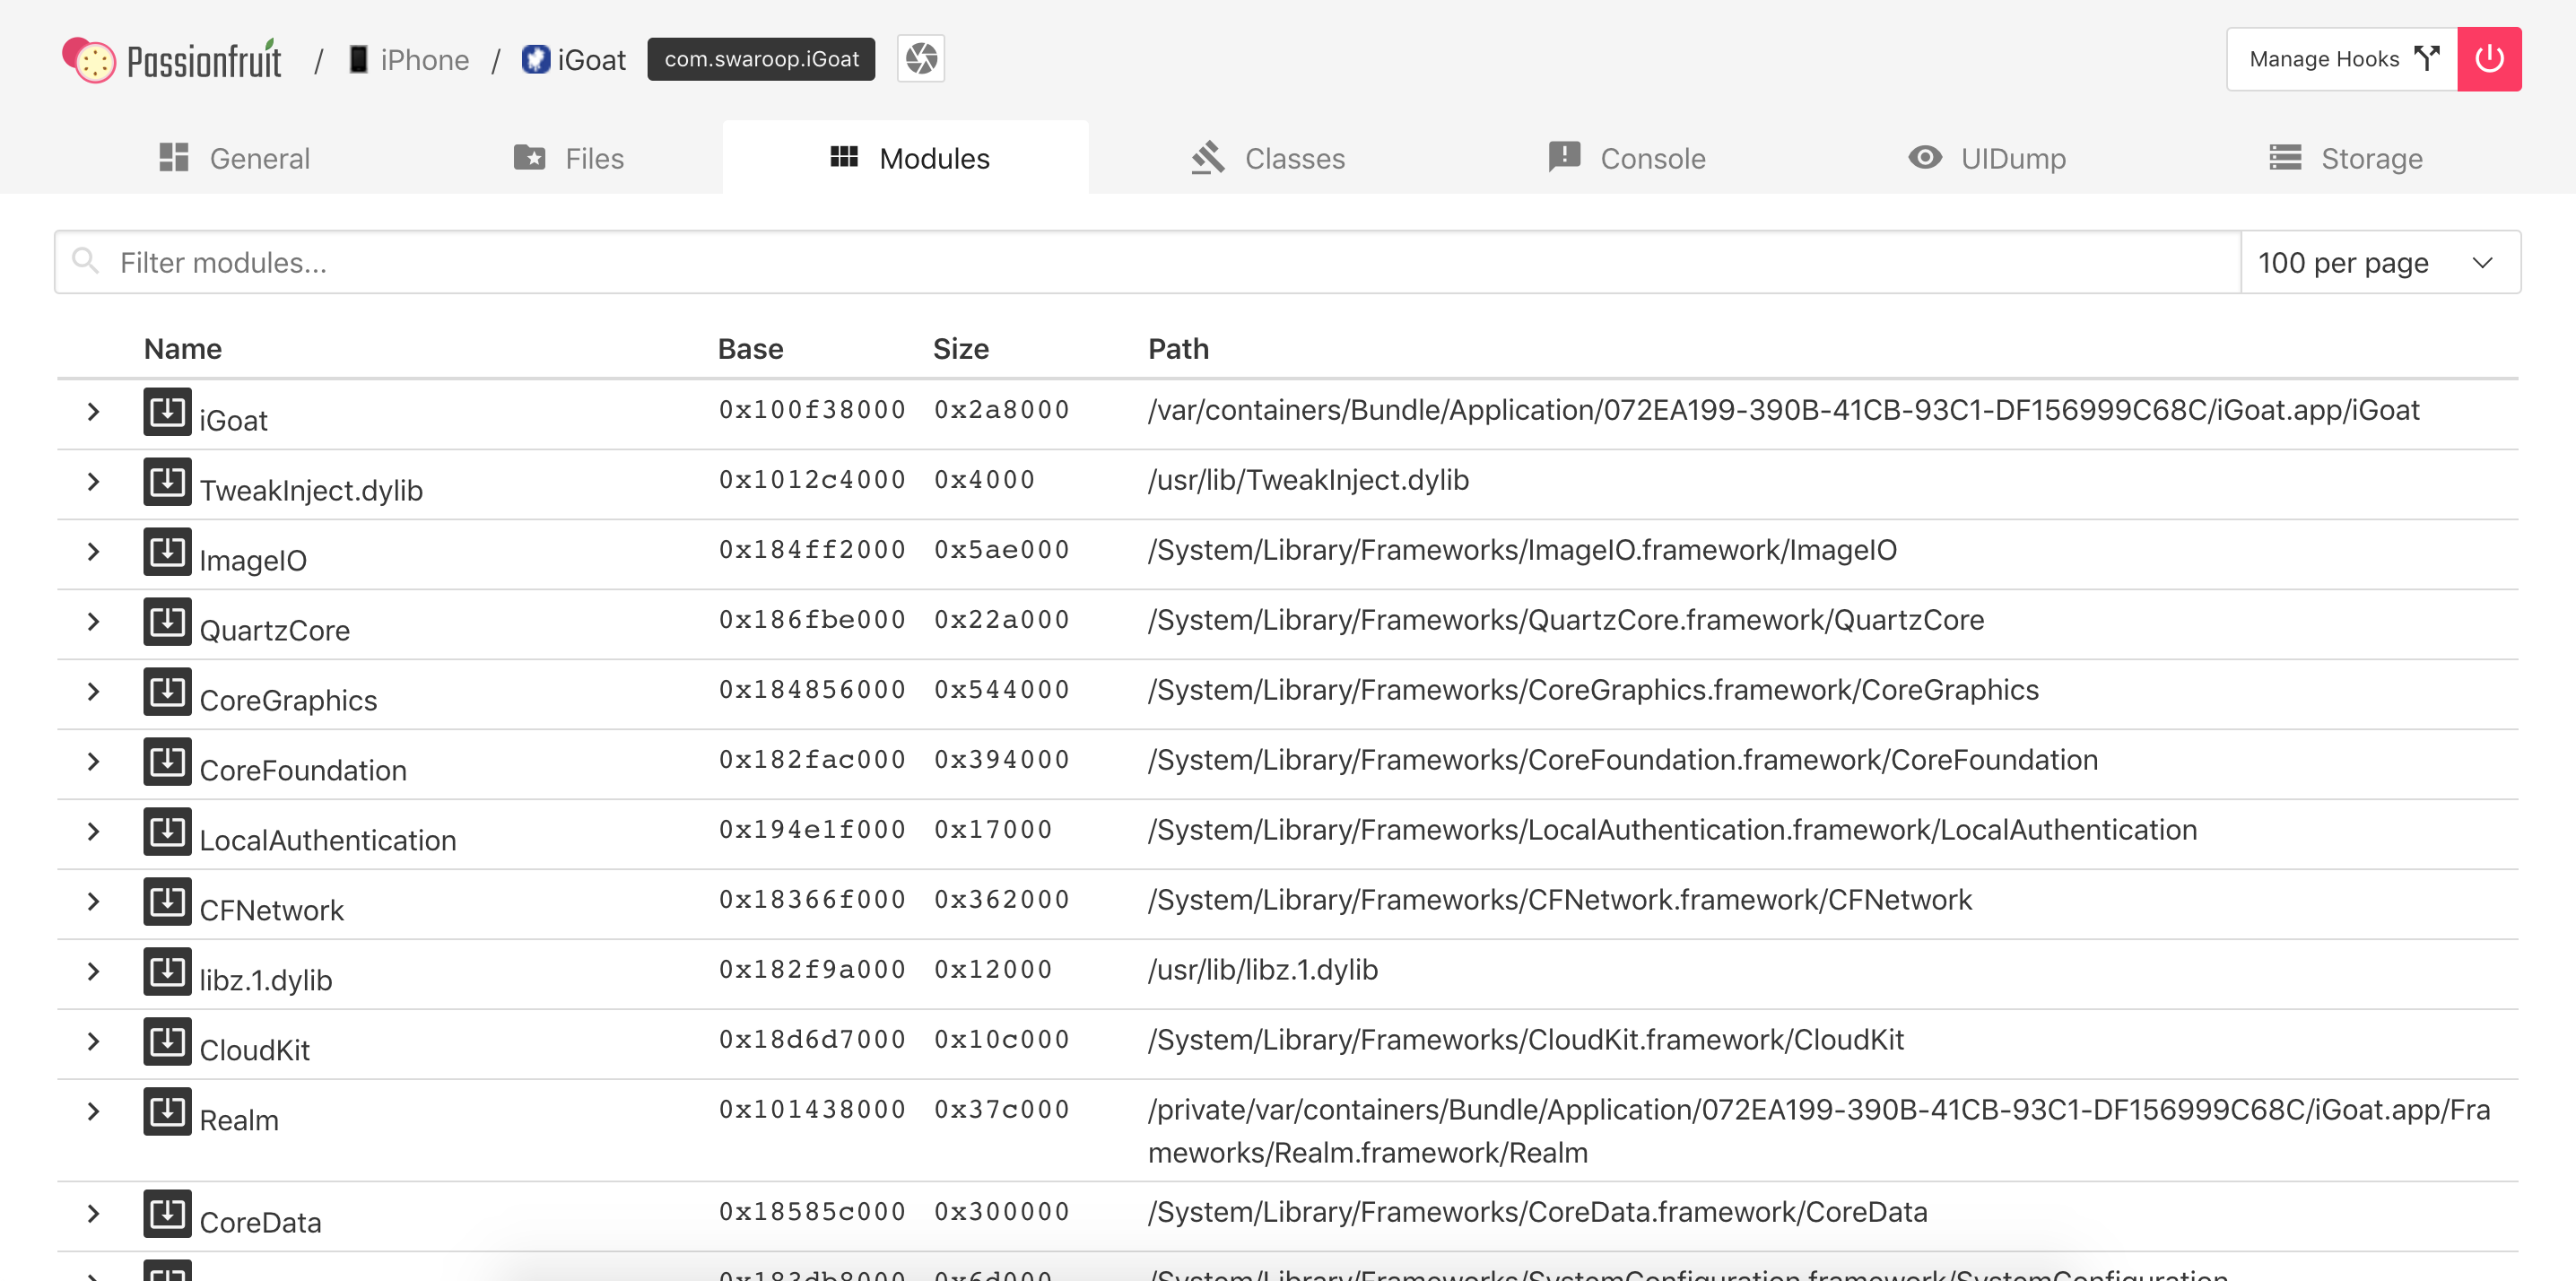 Passionfruit / iPhone / iGoat com.swaroop.iGoat Manage Hooks
General Files Modules Classes Console UIDump Storage
Filter modules... 100 per page
Name Base Size Path
iGoat 0x100f38000 0x2a8000 /var/containers/Bundle/Application/072EA199-390B-41CB-93C1-DF156999C68C/iGoat.app/iGoat
TweakInject.dylib 0x1012c4000 0x4000 /usr/lib/TweakInject.dylib
ImageIO 0x184ff2000 0x5ae000 /System/Library/Frameworks/ImageIO.framework/ImageIO
QuartzCore 0x186fbe000 0x22a000 /System/Library/Frameworks/QuartzCore.framework/QuartzCore
CoreGraphics 0x184856000 0x544000 /System/Library/Frameworks/CoreGraphics.framework/CoreGraphics
CoreFoundation 0x182fac000 0x394000 /System/Library/Frameworks/CoreFoundation.framework/CoreFoundation
LocalAuthentication 0x194e1f000 0x17000 /System/Library/Frameworks/LocalAuthentication.framework/LocalAuthentication
CFNetwork 0x18366f000 0x362000 /System/Library/Frameworks/CFNetwork.framework/CFNetwork
libz.1.dylib 0x182f9a000 0x12000 /usr/lib/libz.1.dylib
CloudKit 0x18d6d7000 0x10c000 /System/Library/Frameworks/CloudKit.framework/CloudKit
Realm 0x101438000 0x37c000 /private/var/containers/Bundle/Application/072EA199-390B-41CB-93C1-DF156999C68C/iGoat.app/Fra
meworks/Realm.framework/Realm
CoreData 0x18585c000 0x300000 /System/Library/Frameworks/CoreData.framework/CoreData
0x183db8000 0x6d000 /System/Library/Frameworks/SystemConfiguration.framework/SystemConfiguration